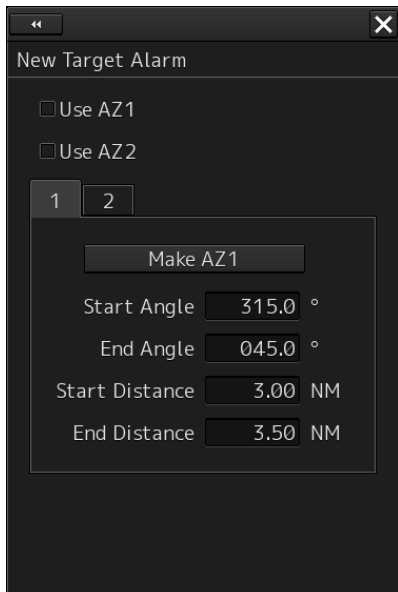 New Target Alarm
Use AZ1
Use AZ2
1 2
Make AZ1
Start Angle 315.0 °
End Angle 045.0 °
Start Distance 3.00 NM
End Distance 3.50 NM